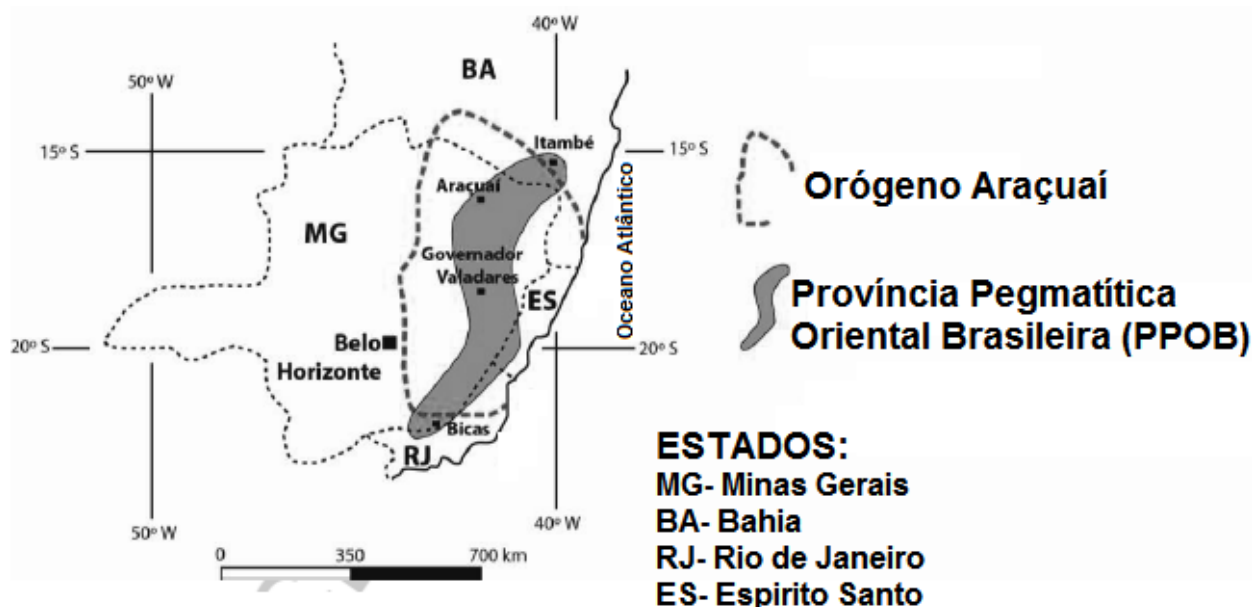 40º W
BA
50º W
Itambé
15º S
15º S
Araçuaí
Orógeno Araçuaí
MG
Oceano Atlântico
Governador
Valadares
ES
Província Pegmatítica
Oriental Brasileira (PPOB)
Belo
Horizonte
20º S
20º S
Bicas
RJ
ESTADOS:
MG- Minas Gerais
BA- Bahia
RJ- Rio de Janeiro
ES- Espirito Santo
50º W
40º W
0 350 700 km